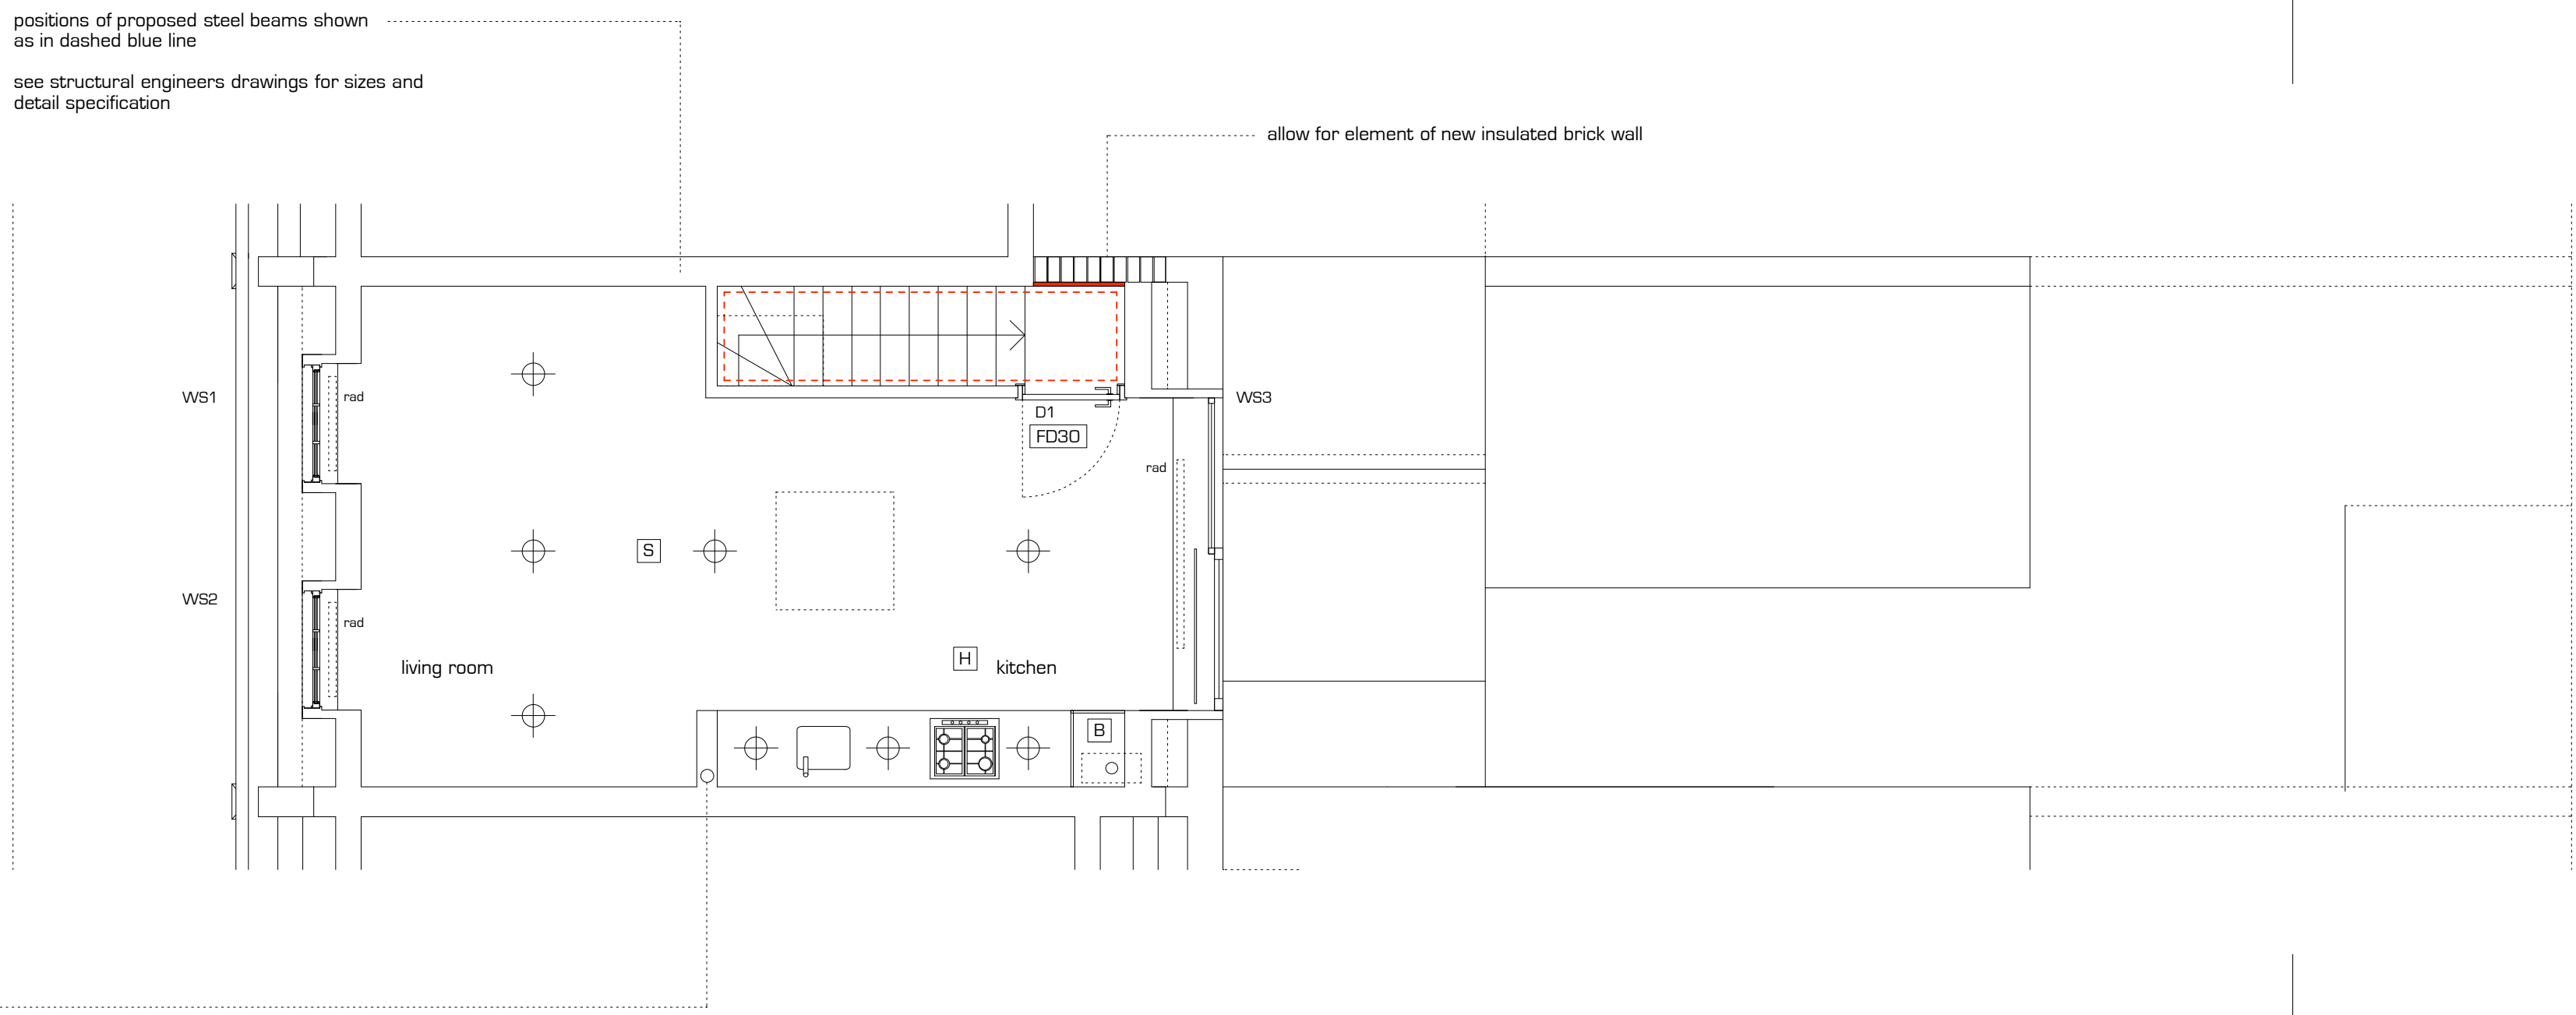 positions of proposed steel beams shown
as in dashed blue line
see structural engineers drawings for sizes and
detail specification
allow for element of new insulated brick wall
WS1
rad
WS3
D1
FD30
rad
S
WS2
rad
H
living room
kitchen
B